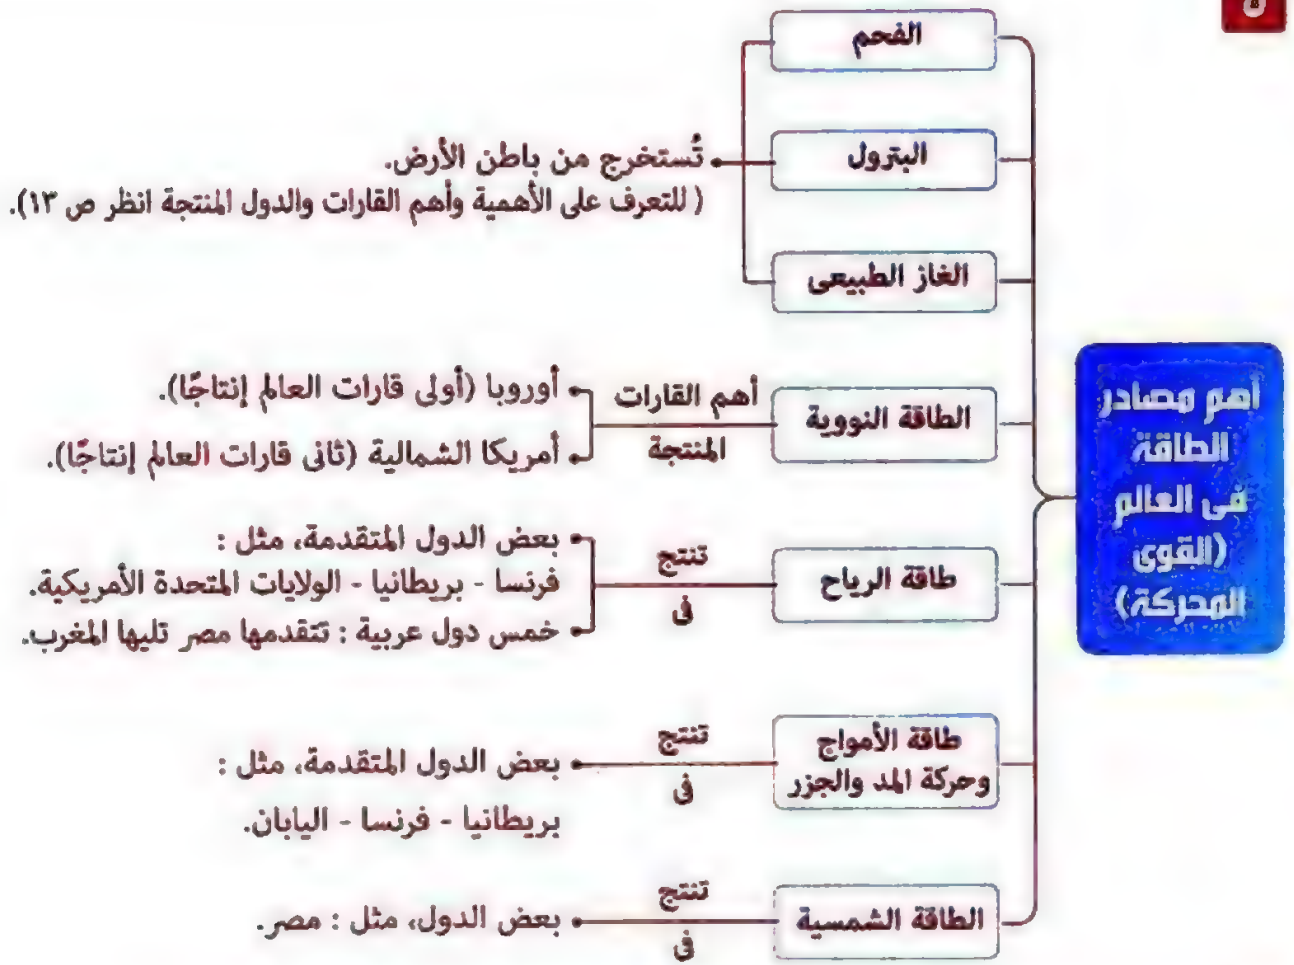 الفحم
البترول
تُستخرج من باطن الأرض.
( للتعرف على الأهمية وأهم القارات والدول المنتجة انظر ص ١٣).
الغاز الطبيعى
أهم مصادر
الطاقة
فى العالم
(القوى
المحركة)
الطاقة النووية
أهم القارات
المنتجة
أوروبا (أولى قارات العالم إنتاجًا).
أمريكا الشمالية (ثانى قارات العالم إنتاجًا).
طاقة الرياح
تنتج
فى
بعض الدول المتقدمة، مثل :
فرنسا - بريطانيا - الولايات المتحدة الأمريكية.
خمس دول عربية : تتقدمها مصر تليها المغرب.
طاقة الأمواج
وحركة المد والجزر
تنتج
فى
بعض الدول المتقدمة، مثل :
بريطانيا - فرنسا - اليابان.
الطاقة الشمسية
تنتج
فى
بعض الدول، مثل : مصر.